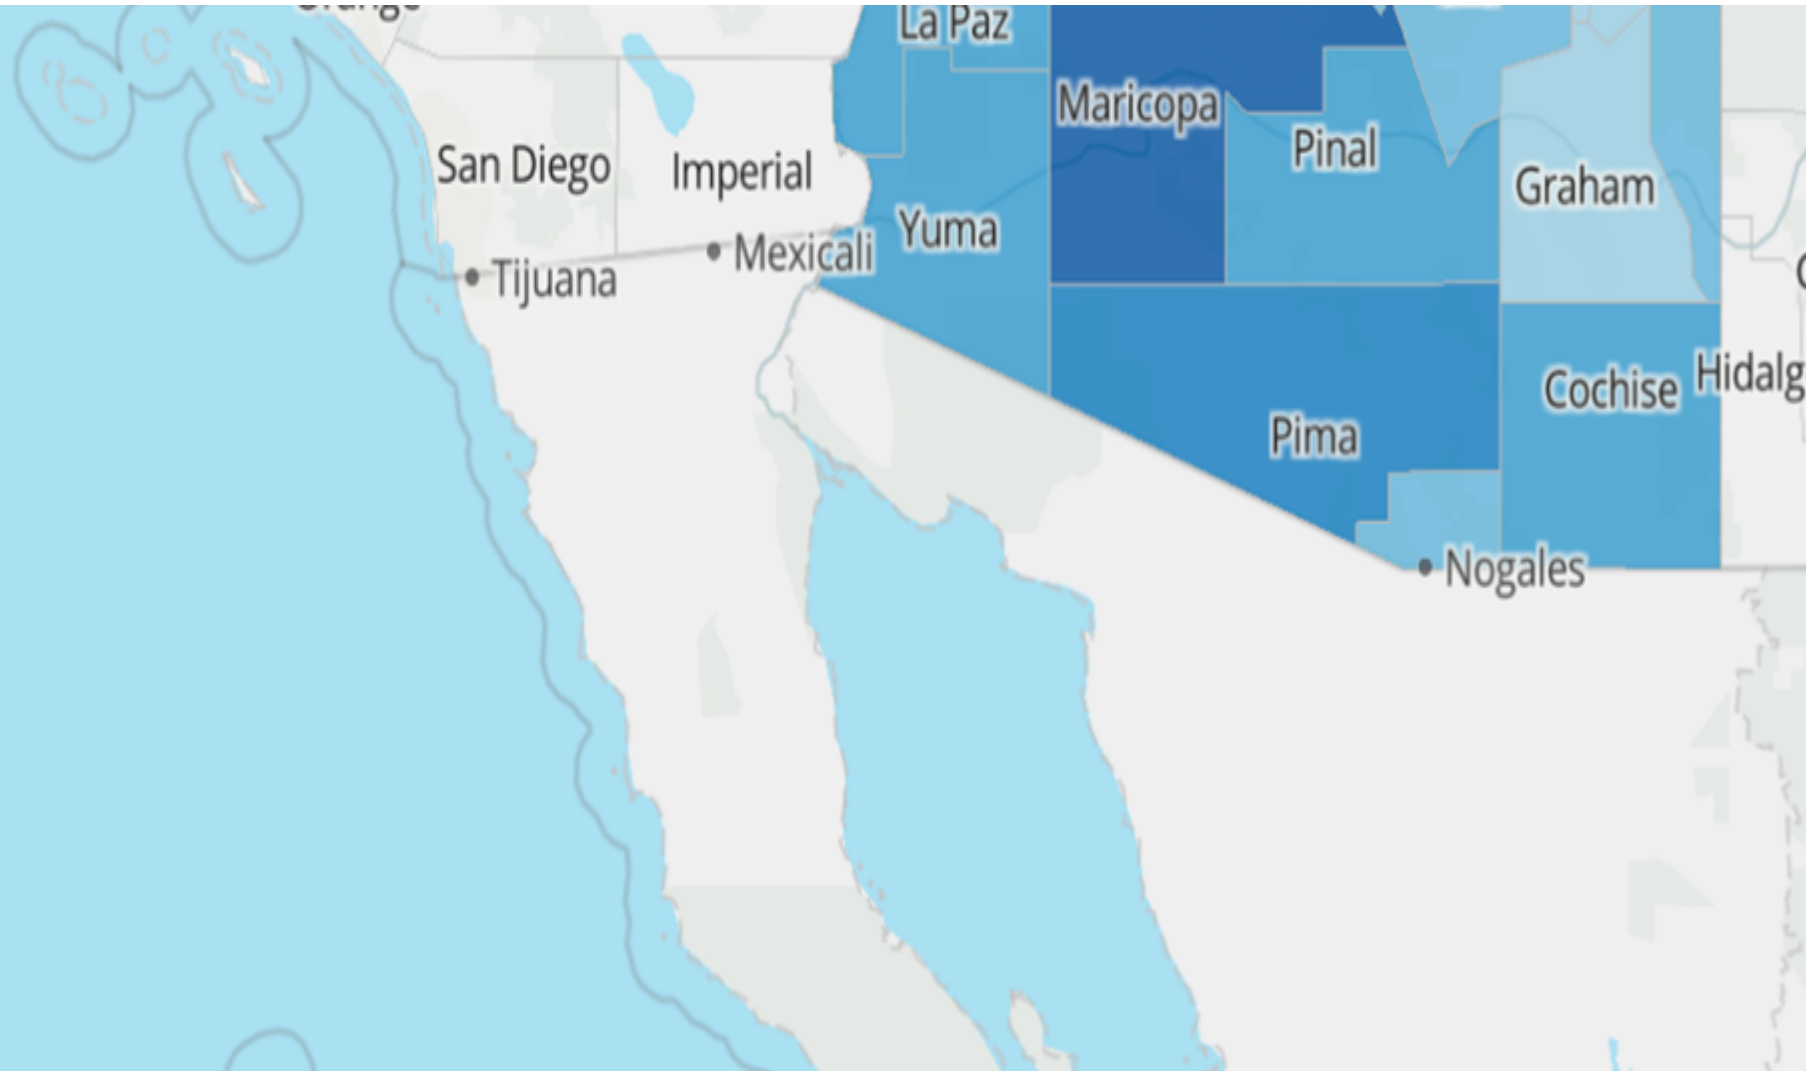 La Paz
Maricopa
Pinal
San Diego
Imperial
Graham
Yuma
Mexicali
Tijuana
Hidalg
Cochise
Pima
Nogales